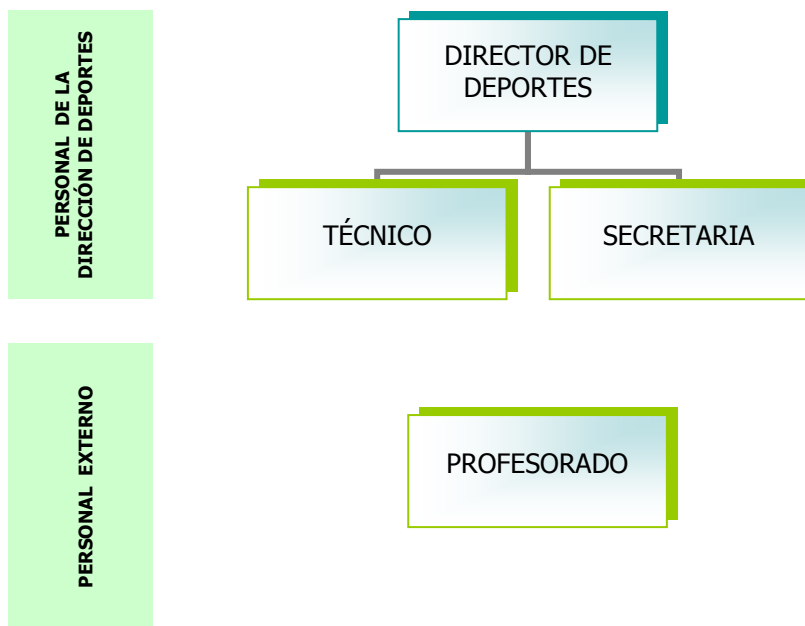 PERSONAL DE LA
DIRECCIÓN DE DEPORTES
DIRECTOR DE
DEPORTES
TÉCNICO
SECRETARIA
PERSONAL EXTERNO
PROFESORADO